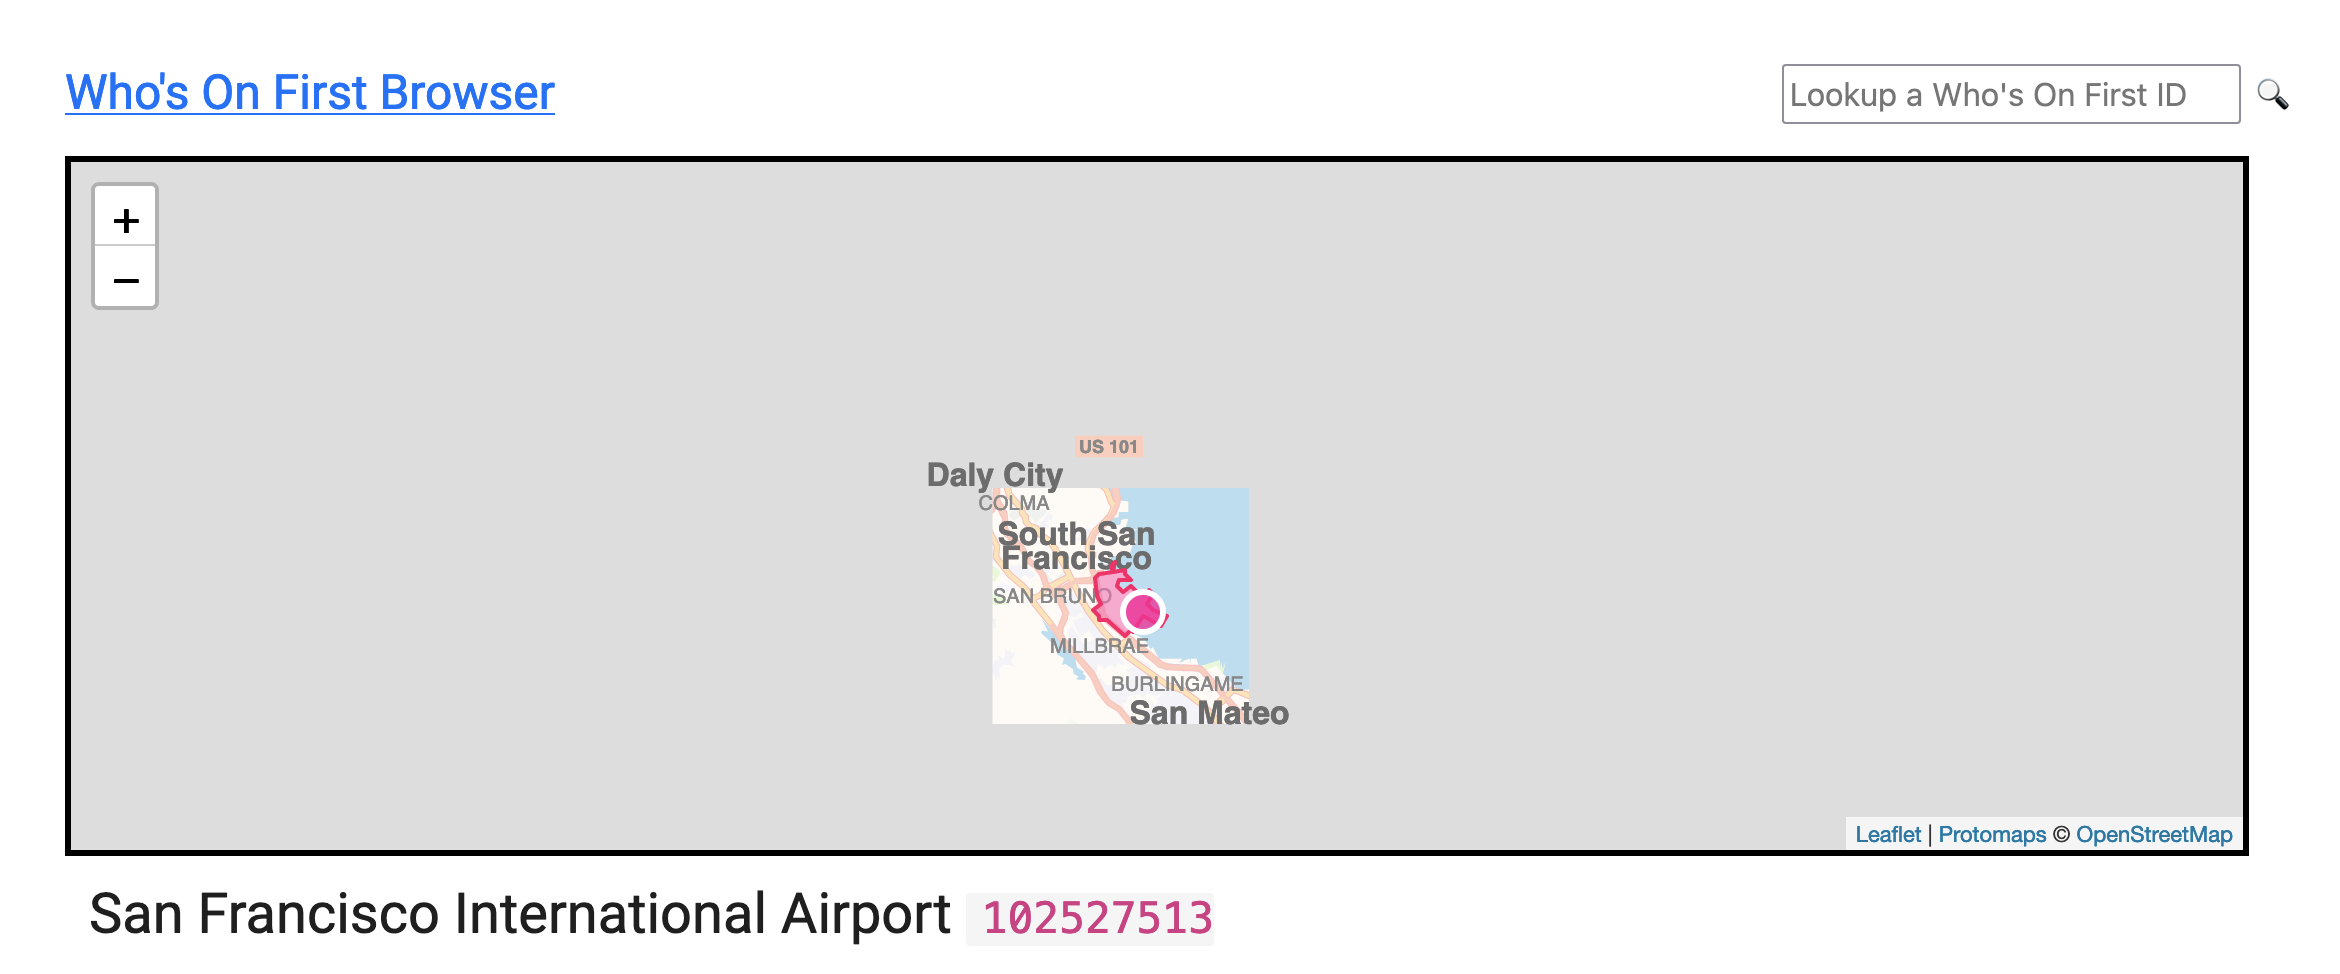 Who's On First Browser
Lookup a Who's On First ID
+
−
US 101
Daly City
COLMA
South San
Francisco
SAN BRUNO
MILLBRAE
BURLINGAME
San Mateo
Leaflet | Protomaps © OpenStreetMap
San Francisco International Airport 102527513